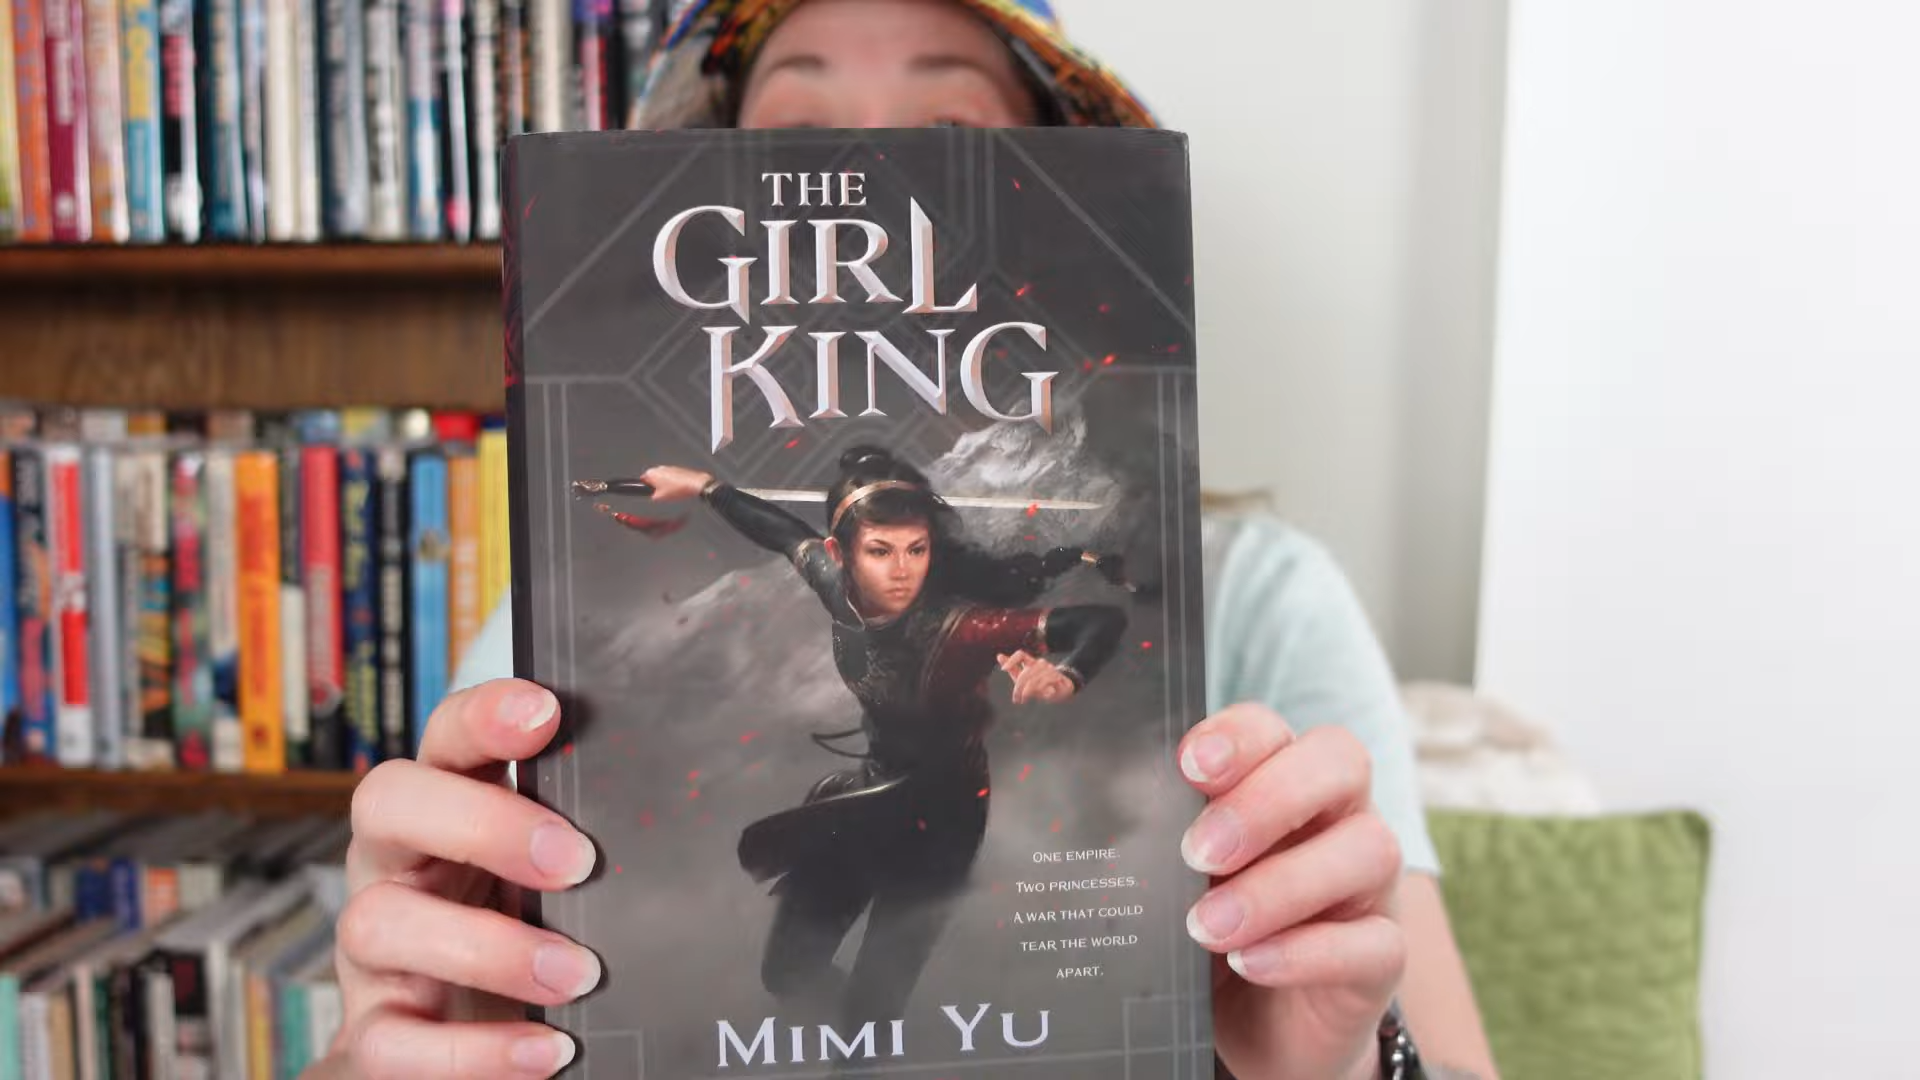 THE
GIRL
KING
ONE EMPIRE.
TWO PRINCESSES.
A WAR THAT COULD
TEAR THE WORLD
APART.
MIMI YU